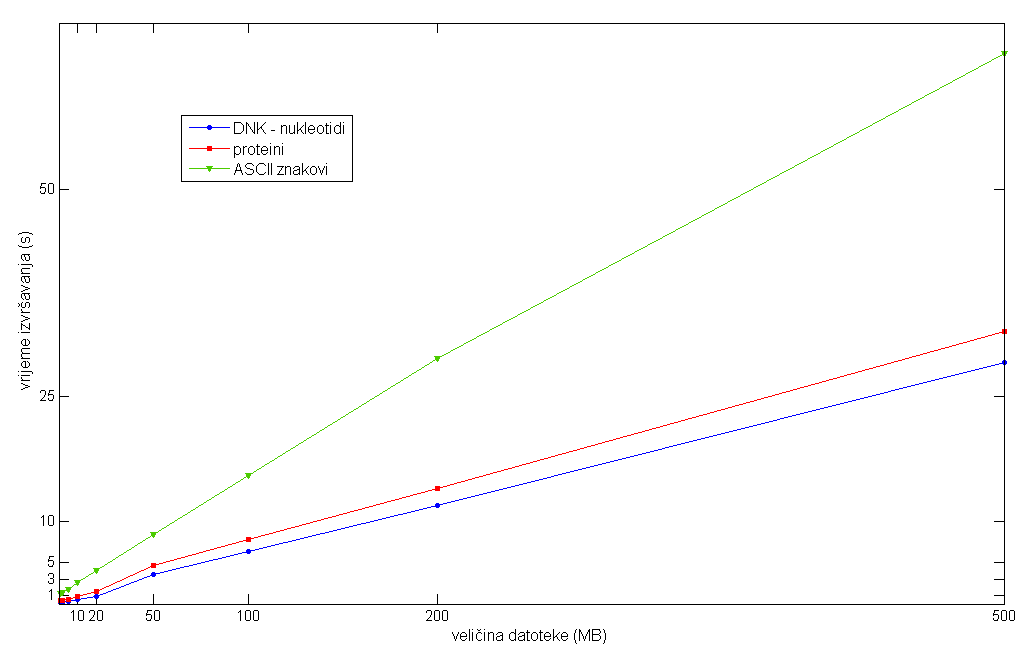 DNK - nukleotidi
proteini
ASCII znakovi
vrijeme izvršavanja (s)
50
25
10
5
3
1
10 20 50 100 200 500
veličina datoteke (MB)